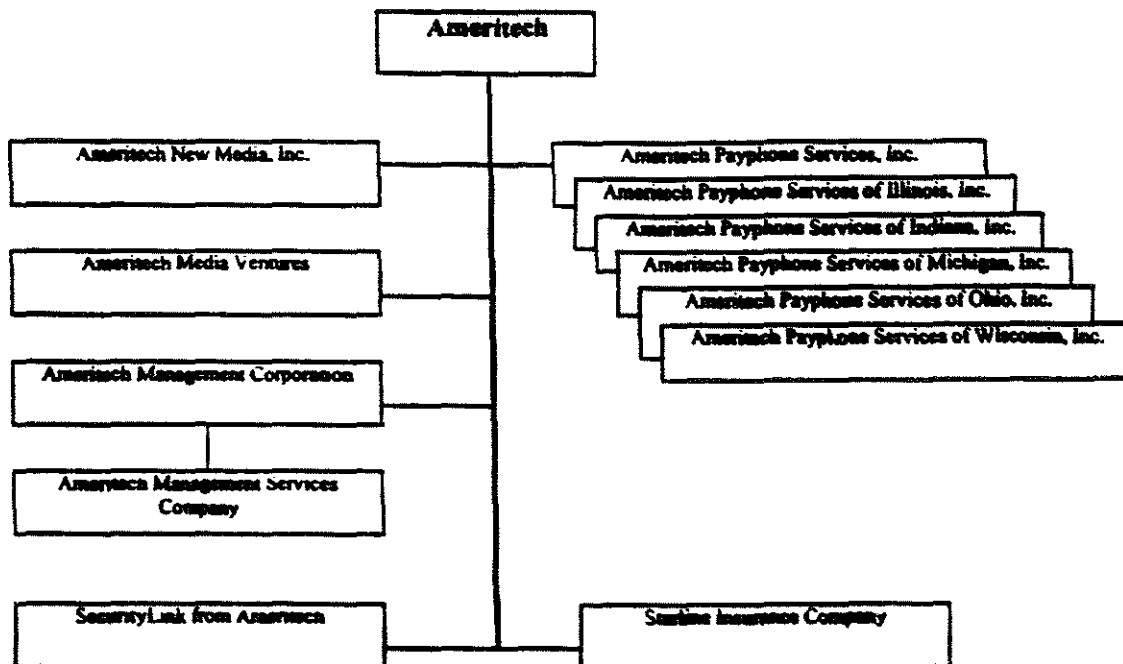 Ameritech
Ameritech New Media, Inc.
Ameritech Payphone Services, Inc.
Ameritech Payphone Services of Illinois, Inc.
Ameritech Payphone Services of Indiana, Inc.
Ameritech Media Ventures
Ameritech Payphone Services of Michigan, Inc.
Ameritech Payphone Services of Ohio, Inc.
Ameritech Payphone Services of Wisconsin, Inc.
Ameritech Management Corporation
Ameritech Management Services
Company
SecurityLink from Ameritech
Starline Insurance Company